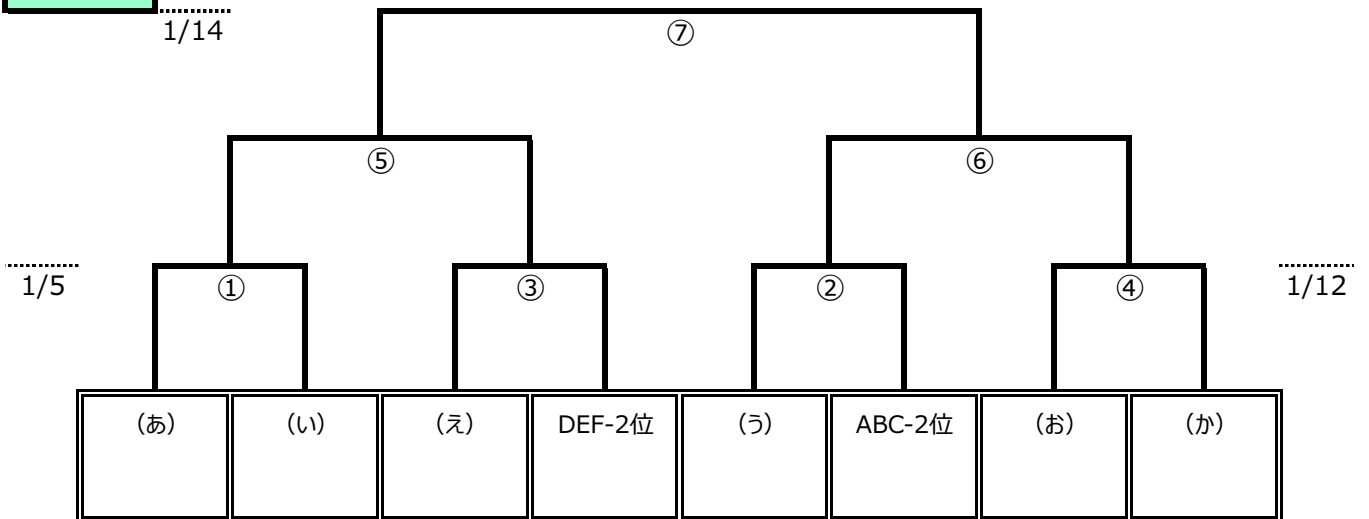 1/14
⑦
⑤
⑥
1/5
①
③
②
④
1/12
(あ)
(い)
(え)
DEF-2位
(う)
ABC-2位
(お)
(か)